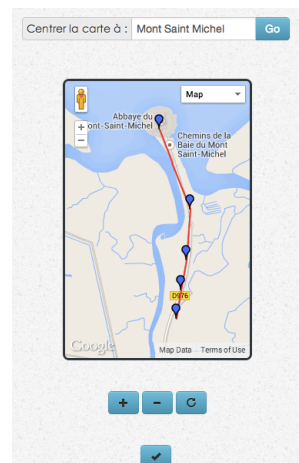 Centrer la carte à : Mont Saint Michel Go
Map
Abbaye du
ont-Saint-Michel
Chemins de la
Baie du Mont
Saint-Michel
D976
Google
Map Data Terms of Use